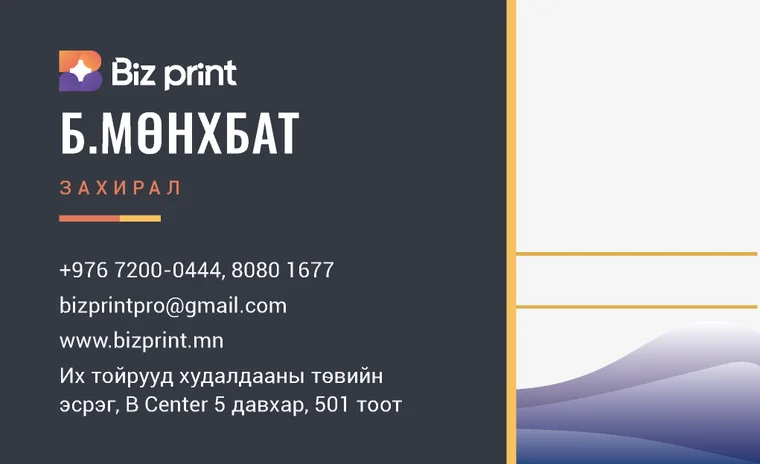 Biz print
Б.МӨНХБАТ
ЗАХИРАЛ
+976 7200-0444, 8080 1677
bizprintpro@gmail.com
www.bizprint.mn
Их тойрууд худалдааны төвийн
эсрэг, B Center 5 давхар, 501 тоот